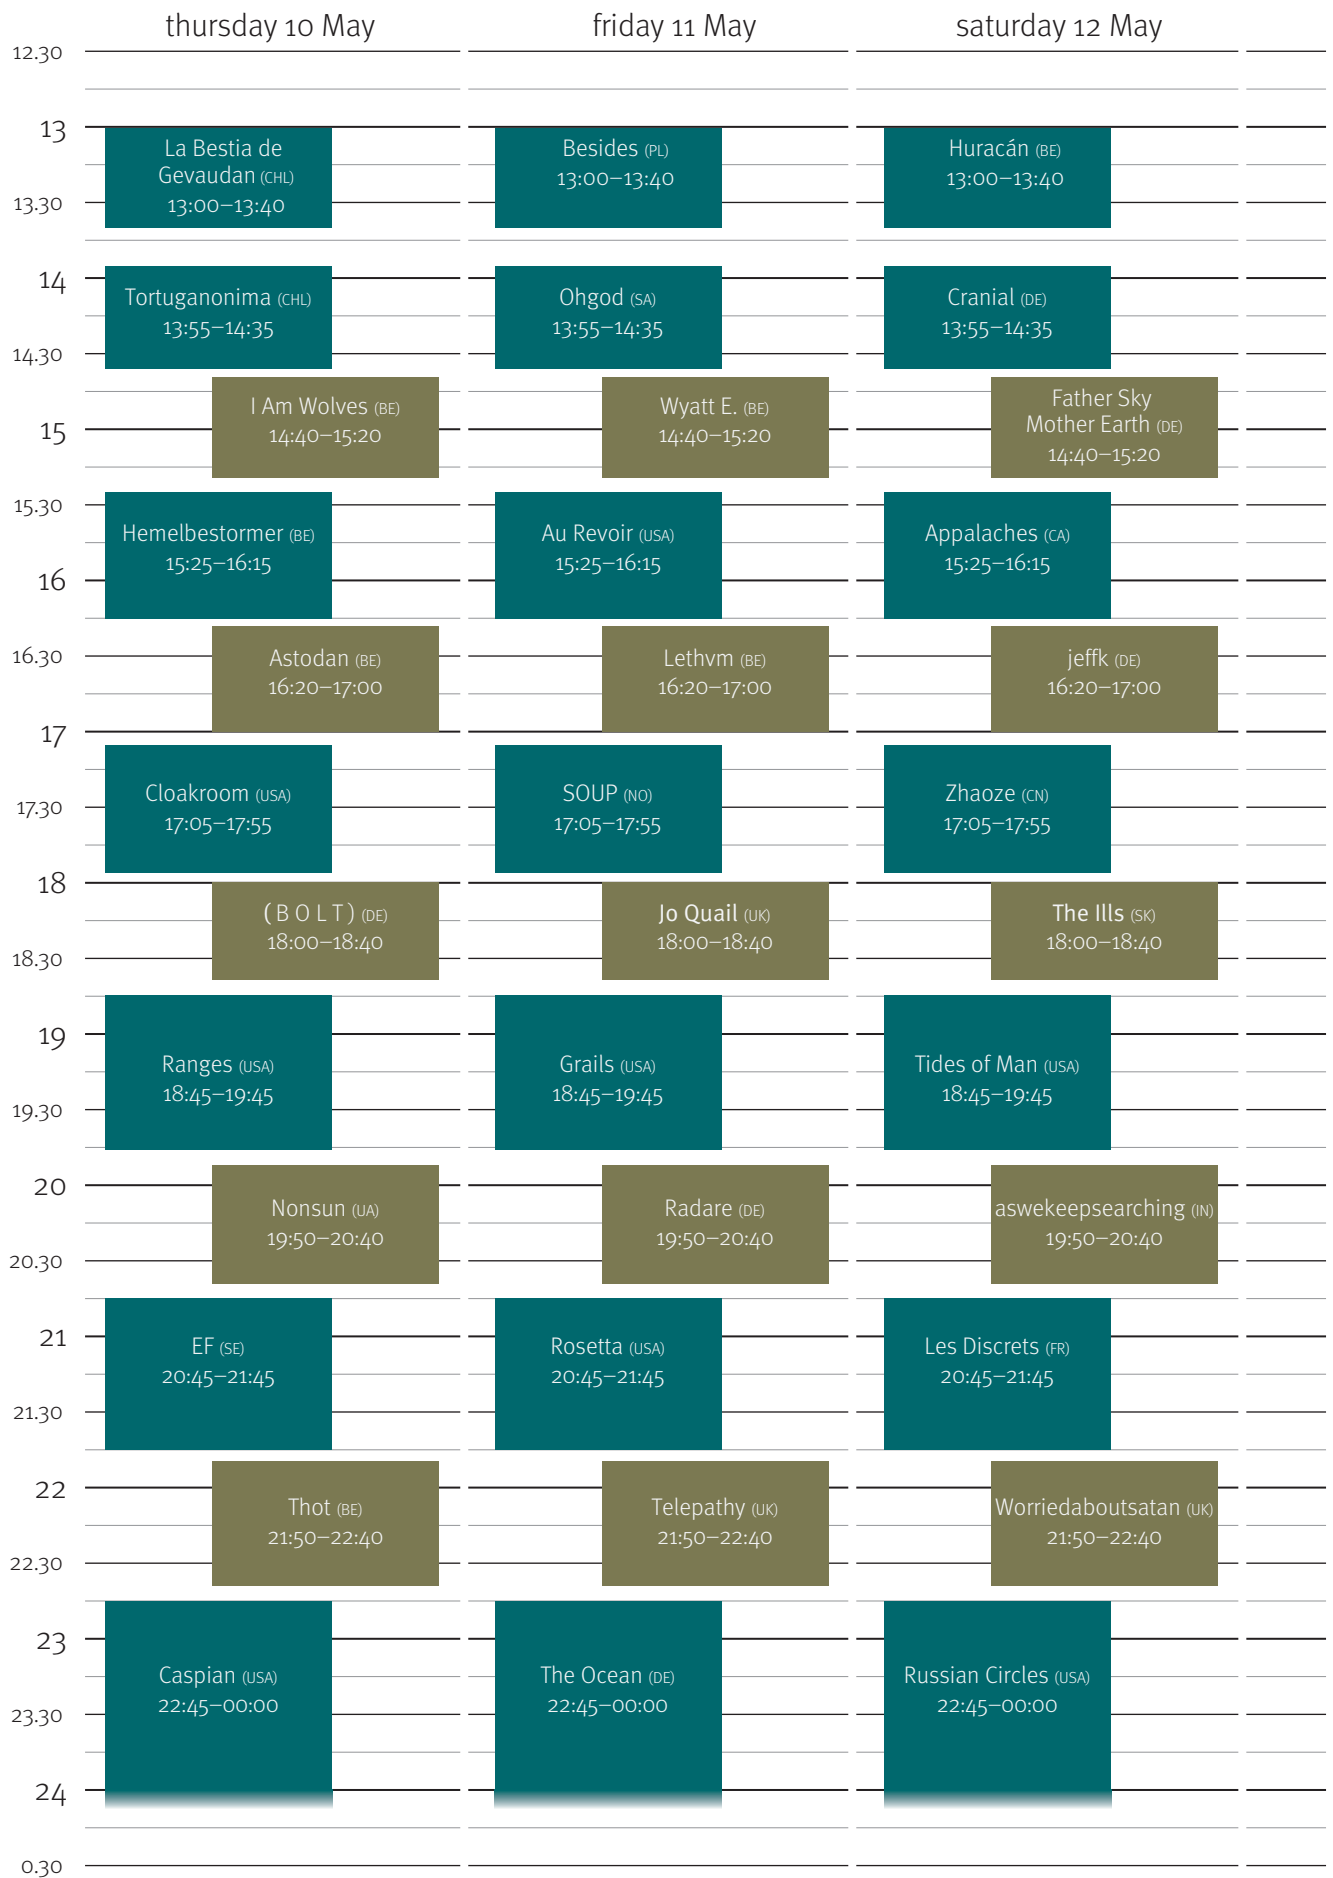 thursday 10 May friday 11 May saturday 12 May
12.30
13
La Bestia de
Gevaudan (CHL)
13:00–13:40
Besides (PL)
13:00–13:40
Huracán (BE)
13:00–13:40
13.30
14
Tortuganonima (CHL)
13:55–14:35
Ohgod (SA)
13:55–14:35
Cranial (DE)
13:55–14:35
14.30
I Am Wolves (BE)
14:40–15:20
Wyatt E. (BE)
14:40–15:20
Father Sky
Mother Earth (DE)
14:40–15:20
15
15.30
Hemelbestormer (BE)
15:25–16:15
Au Revoir (USA)
15:25–16:15
Appalaches (CA)
15:25–16:15
16
16.30
Astodan (BE)
16:20–17:00
Lethvm (BE)
16:20–17:00
jeffk (DE)
16:20–17:00
17
Cloakroom (USA)
17:05–17:55
SOUP (NO)
17:05–17:55
Zhaoze (CN)
17:05–17:55
17.30
18
( B O L T ) (DE)
18:00–18:40
Jo Quail (UK)
18:00–18:40
The Ills (SK)
18:00–18:40
18.30
19
Ranges (USA)
18:45–19:45
Grails (USA)
18:45–19:45
Tides of Man (USA)
18:45–19:45
19.30
20
Nonsun (UA)
19:50–20:40
Radare (DE)
19:50–20:40
aswekeepsearching (IN)
19:50–20:40
20.30
21
EF (SE)
20:45–21:45
Rosetta (USA)
20:45–21:45
Les Discrets (FR)
20:45–21:45
21.30
22
Thot (BE)
21:50–22:40
Telepathy (UK)
21:50–22:40
Worriedaboutsatan (UK)
21:50–22:40
22.30
23
Caspian (USA)
22:45–00:00
The Ocean (DE)
22:45–00:00
Russian Circles (USA)
22:45–00:00
23.30
24
0.30